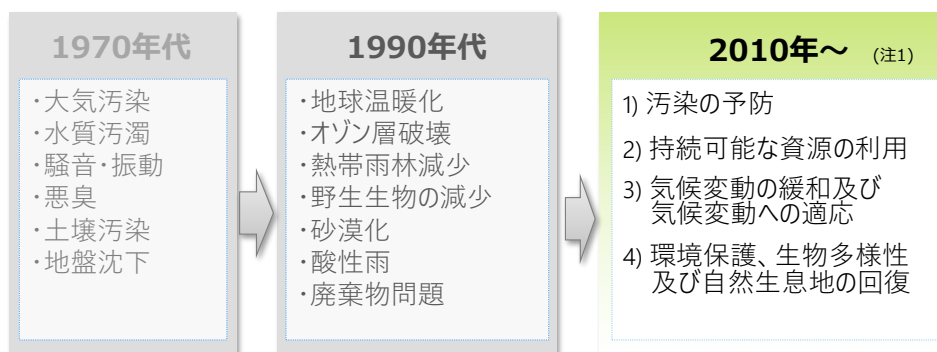 1970年代
・大気汚染
・水質汚濁
・騒音・振動
・悪臭
・土壌汚染
・地盤沈下
1990年代
・地球温暖化
・オゾン層破壊
・熱帯雨林減少
・野生生物の減少
・砂漠化
・酸性雨
・廃棄物問題
2010年～ (注1)
1) 汚染の予防
2) 持続可能な資源の利用
3) 気候変動の緩和及び
気候変動への適応
4) 環境保護、生物多様性
及び自然生息地の回復